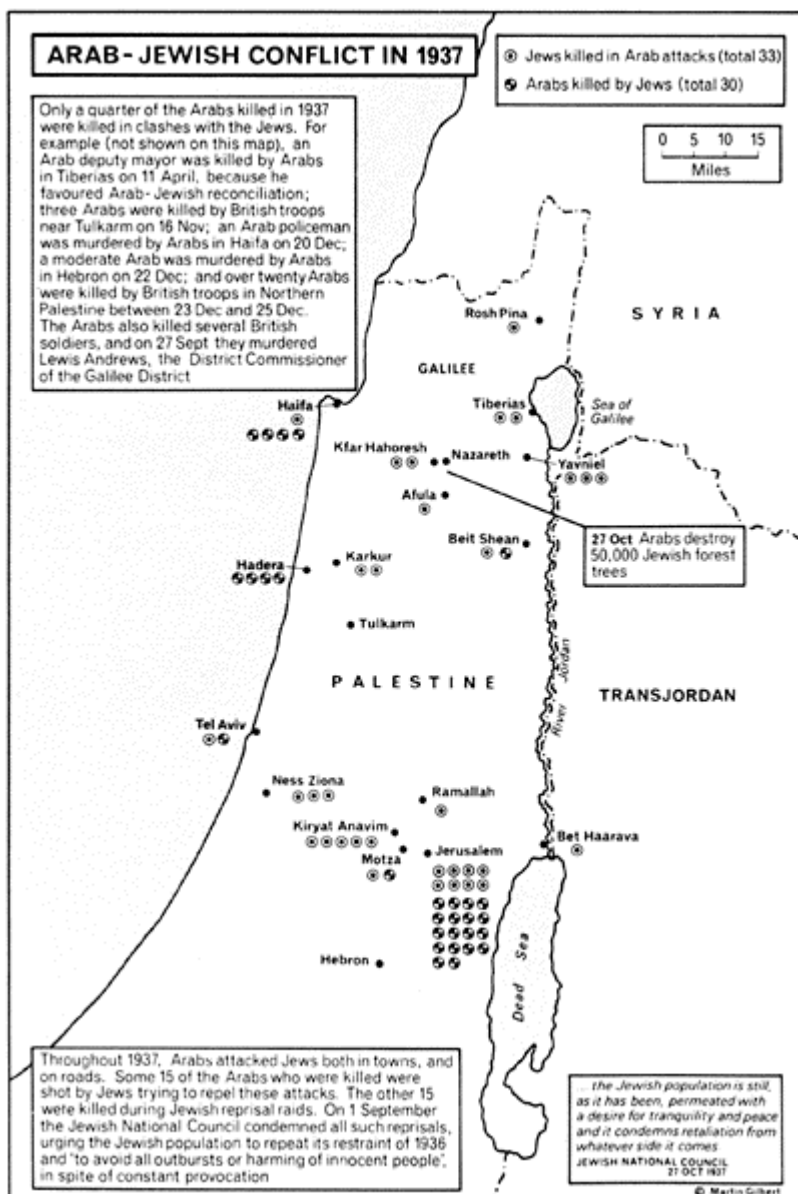 ARAB-JEWISH CONFLICT IN 1937
Jews killed in Arab attacks (total 33)
Arabs killed by Jews (total 30)
Only a quarter of the Arabs killed in 1937
were killed in clashes with the Jews. For
example (not shown on this map), an
Arab deputy mayor was killed by Arabs
in Tiberias on 11 April, because he
favoured Arab-Jewish reconciliation;
three Arabs were killed by British troops
near Tulkarm on 16 Nov; an Arab policeman
was murdered by Arabs in Haifa on 20 Dec;
a moderate Arab was murdered by Arabs
in Hebron on 22 Dec; and over twenty Arabs
were killed by British troops in Northern
Palestine between 23 Dec and 25 Dec.
The Arabs also killed several British
soldiers, and on 27 Sept they murdered
Lewis Andrews, the District Commissioner
of the Galilee District
0 5 10 15
Miles
Rosh Pina
SYRIA
GALILEE
Haifa
Tiberias
Sea of
Galilee
Kfar Hahoresh
Nazareth
Yavniel
Afula
27 Oct Arabs destroy
50,000 Jewish forest
trees
Beit Shean
Karkur
Hadera
Tulkarm
PALESTINE
River Jordan
TRANSJORDAN
Tel Aviv
Ness Ziona
Ramallah
Kiryat Anavim
Motza
Jerusalem
Bet Haarava
Hebron
Dead Sea
Throughout 1937, Arabs attacked Jews both in towns, and
on roads. Some 15 of the Arabs who were killed were
shot by Jews trying to repel these attacks. The other 15
were killed during Jewish reprisal raids. On 1 September
the Jewish National Council condemned all such reprisals,
urging the Jewish population to repeat its restraint of 1936
and 'to avoid all outbursts or harming of innocent people',
in spite of constant provocation
... the Jewish population is still,
as it has been, permeated with
a desire for tranquility and peace
and it condemns retaliation from
whatever side it comes
JEWISH NATIONAL COUNCIL
27 OCT 1937
© Martin Gilbert